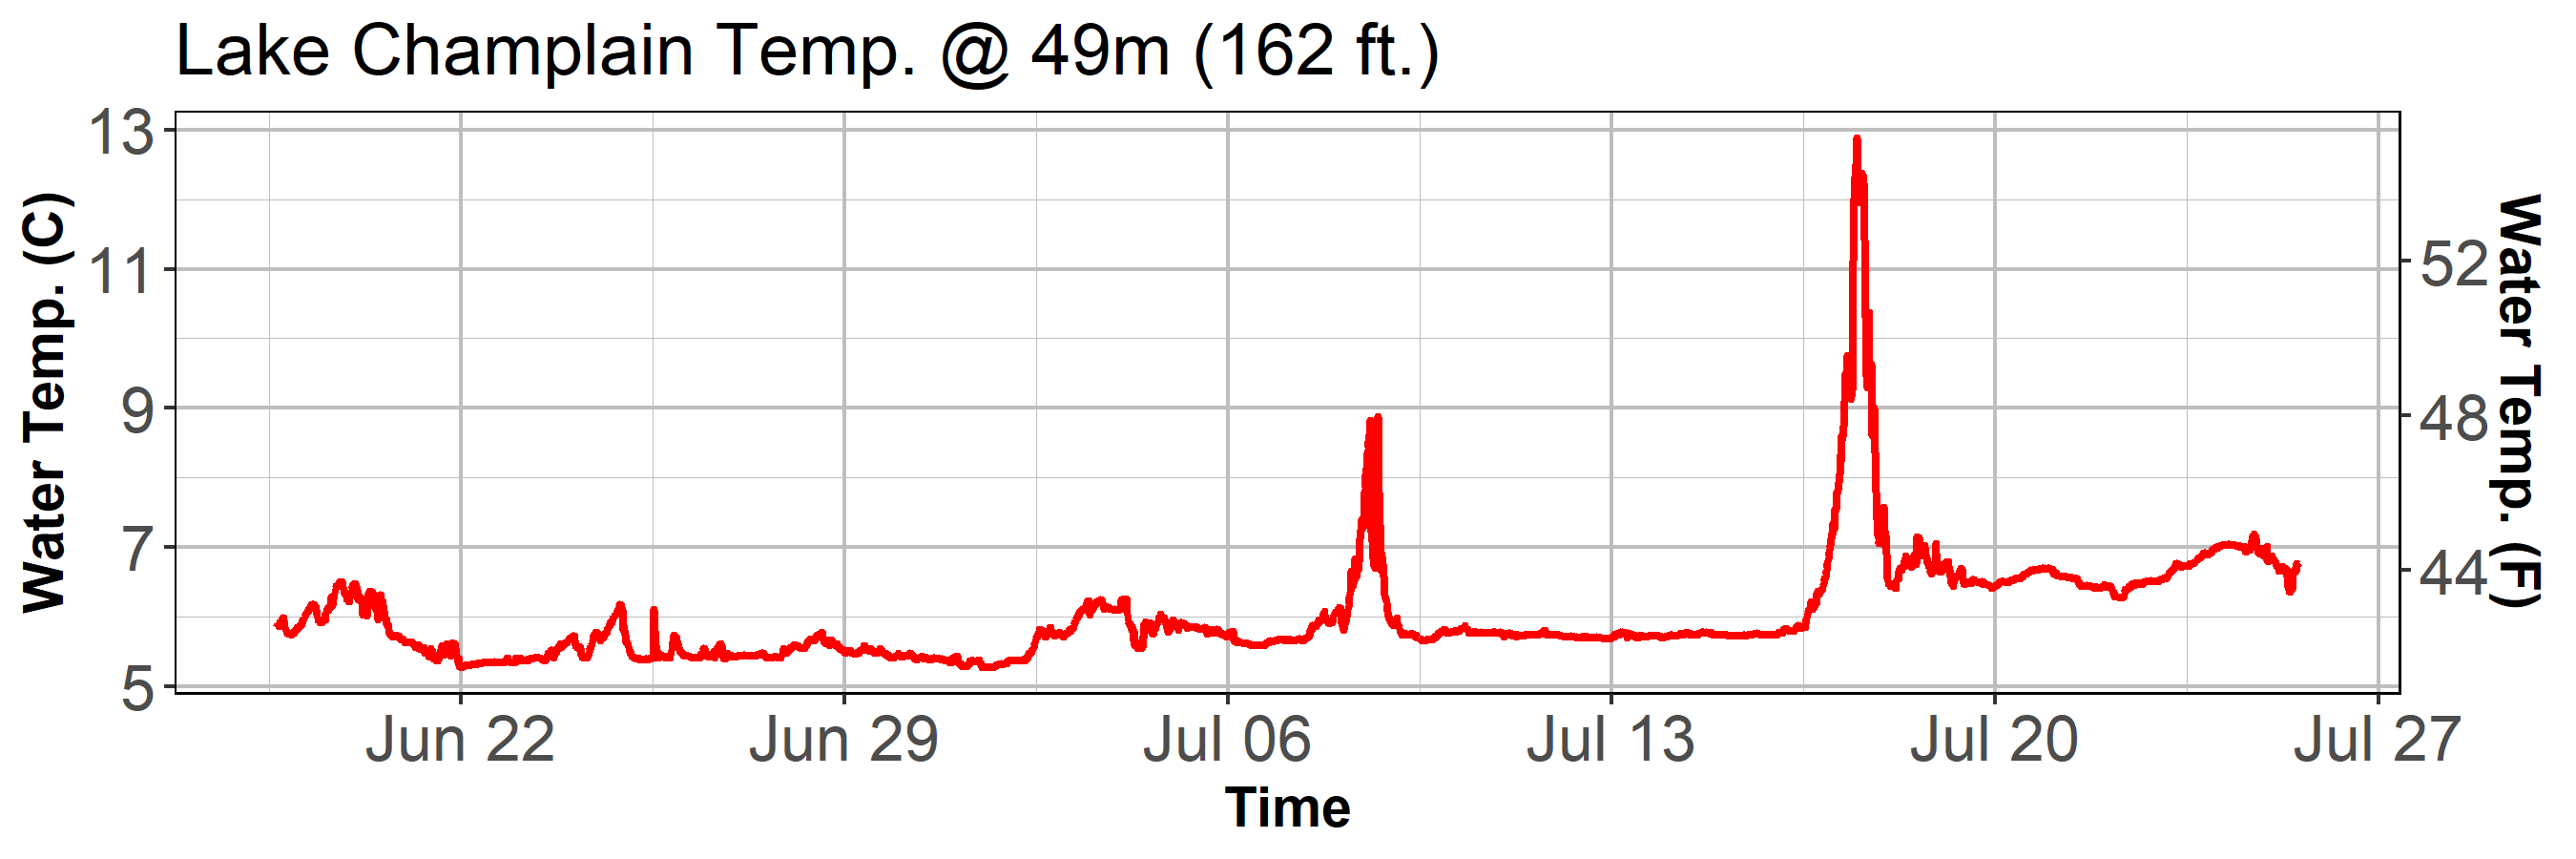 Lake Champlain Temp. @ 49m (162 ft.)
Water Temp. (C)
13
11
9
7
5
52
48
44
Water Temp. (F)
Jun 22 Jun 29 Jul 06 Jul 13 Jul 20 Jul 27
Time